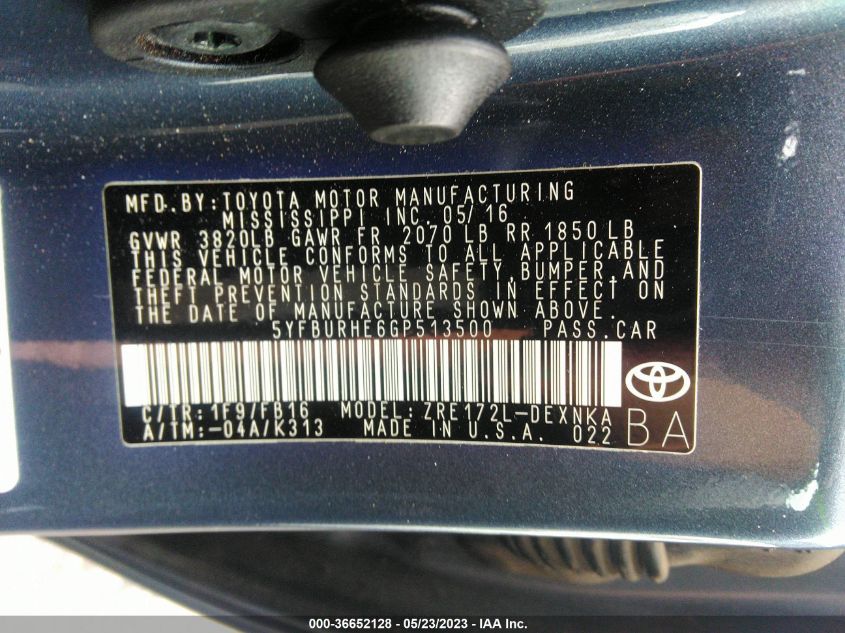 MFD.BY:TOYOTA MOTOR MANUFACTURING
MISSISSIPPI INC.05/16
GVWR 3820LB GAWR FR 2070 LB RR 1850 LB
THIS VEHICLE CONFORMS TO ALL APPLICABLE
FEDERAL MOTOR VEHICLE SAFETY,BUMPER,AND
THEFT PREVENTION STANDARDS IN EFFECT ON
THE DATE OF MANUFACTURE SHOWN ABOVE.
5YFBURHE6GP513500 PASS.CAR
C/TR:1F9/FB16 MODEL:ZRE172L-DEXNKA
A/TM:-04A/K313 MADE IN U.S.A. 022
BA
000-36652128 - 05/23/2023 - IAA Inc.